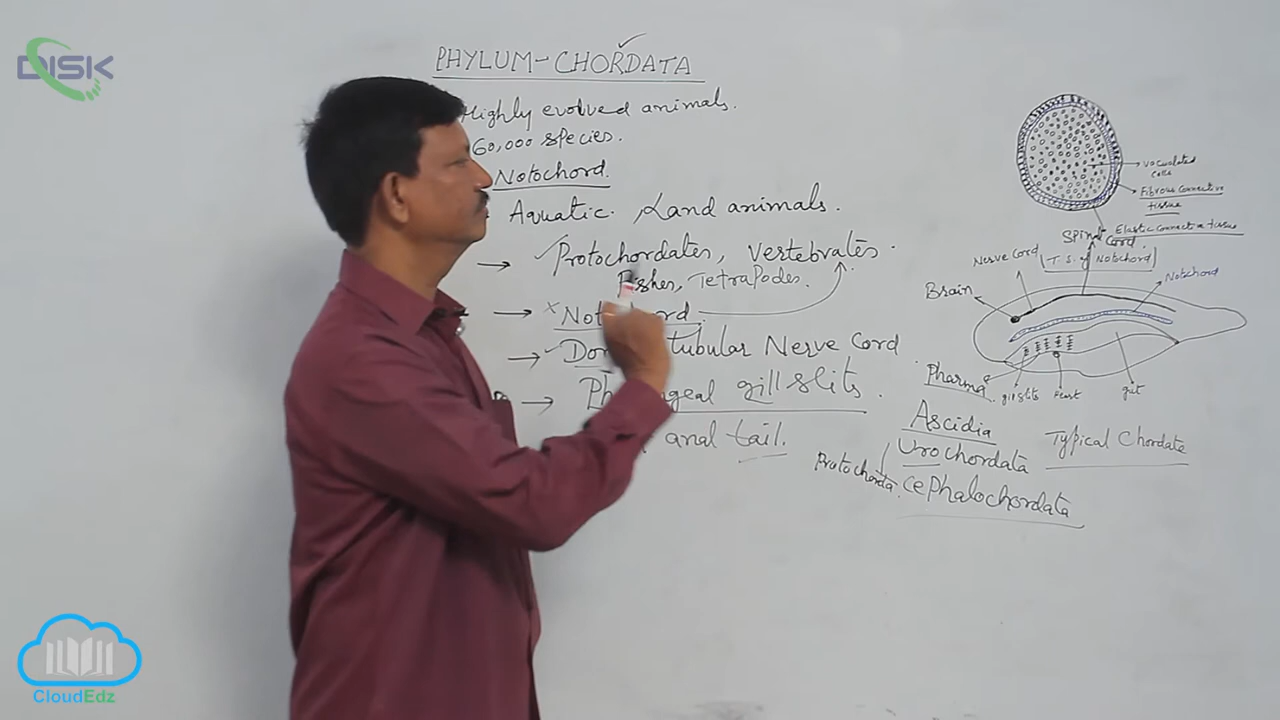 DISK
PHYLUM-CHORDATA
Highly evolved animals.
60,000 species.
Notochord.
Aquatic. , Land animals.
→ Protochordates, Vertebrates.
Fishes, Tetrapodes.
→ × Notochord
→ tubular Nerve Cord
→ gill slits.
anal tail.
vacuolated
cells
Fibrous connective
tissue
Elastic connective tissue
Spinal
Cord
(T. S. of Notochord)
Nerve Cord
Notochord
Brain
gill slits
Heart
gut
Typical Chordate
Ascidia
Urochordata
Protochorda.
Cephalochordata
CloudEdz